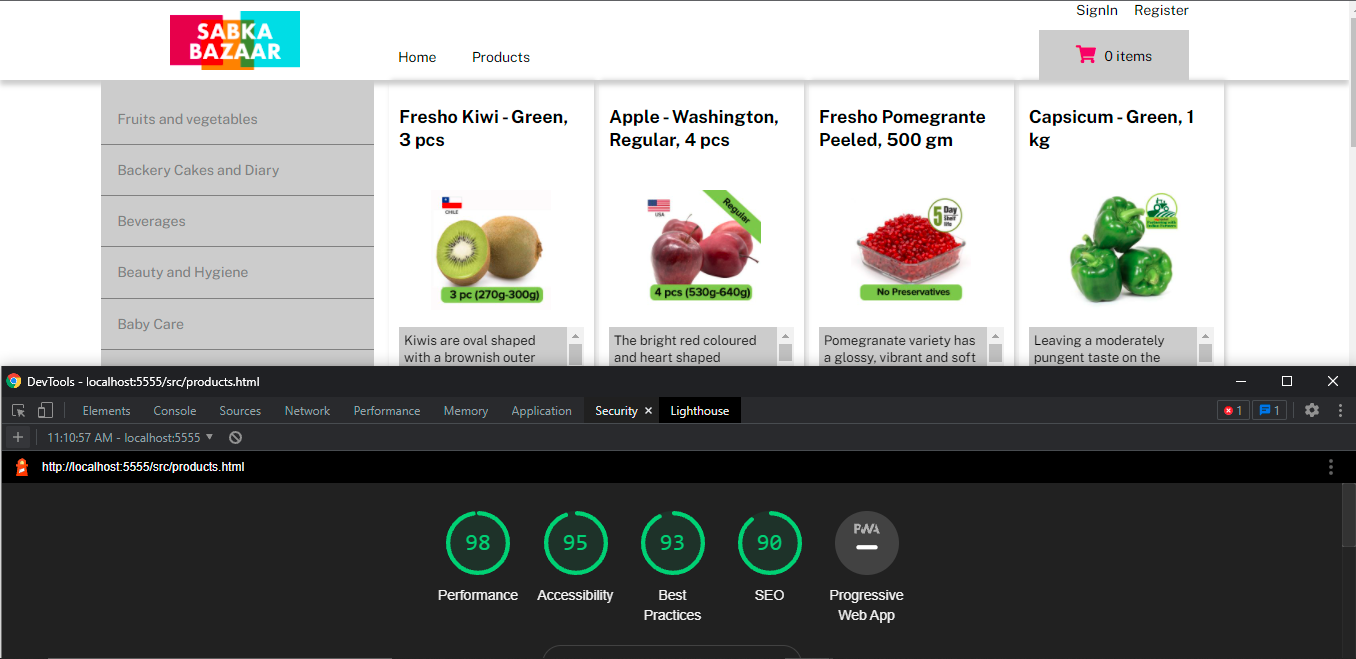 SignIn Register
SABKA
BAZAAR
Home Products
0 items
Fruits and vegetables
Backery Cakes and Diary
Beverages
Beauty and Hygiene
Baby Care
Fresho Kiwi - Green,
3 pcs
CHILE
3 pc (270g-300g)
Kiwis are oval shaped
with a brownish outer
Apple - Washington,
Regular, 4 pcs
USA
Regular
4 pcs (530g-640g)
The bright red coloured
and heart shaped
Fresho Pomegrante
Peeled, 500 gm
5 Day
Shelf
life
No Preservatives
Pomegranate variety has
a glossy, vibrant and soft
Capsicum - Green, 1
kg
Leaving a moderately
pungent taste on the
DevTools - localhost:5555/src/products.html
Elements Console Sources Network Performance Memory Application Security × Lighthouse 1 1
11:10:57 AM - localhost:5555
http://localhost:5555/src/products.html
98 95 93 90 PWA
Performance Accessibility Best
Practices SEO Progressive
Web App